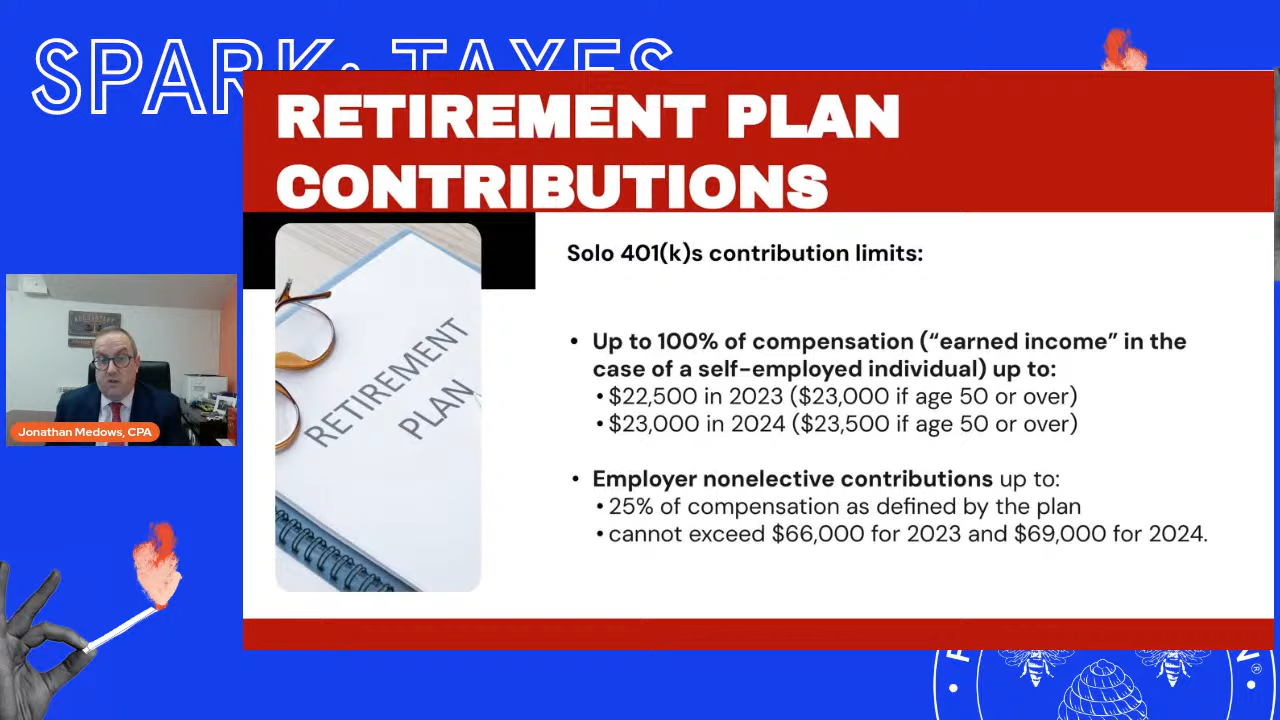 SPARK: TAXES
RETIREMENT PLAN
CONTRIBUTIONS
Solo 401(k)s contribution limits:
RETIREMENT
PLAN
• Up to 100% of compensation (“earned income” in the
case of a self-employed individual) up to:
• $22,500 in 2023 ($23,000 if age 50 or over)
• $23,000 in 2024 ($23,500 if age 50 or over)
• Employer nonelective contributions up to:
• 25% of compensation as defined by the plan
• cannot exceed $66,000 for 2023 and $69,000 for 2024.
Jonathan Medows, CPA